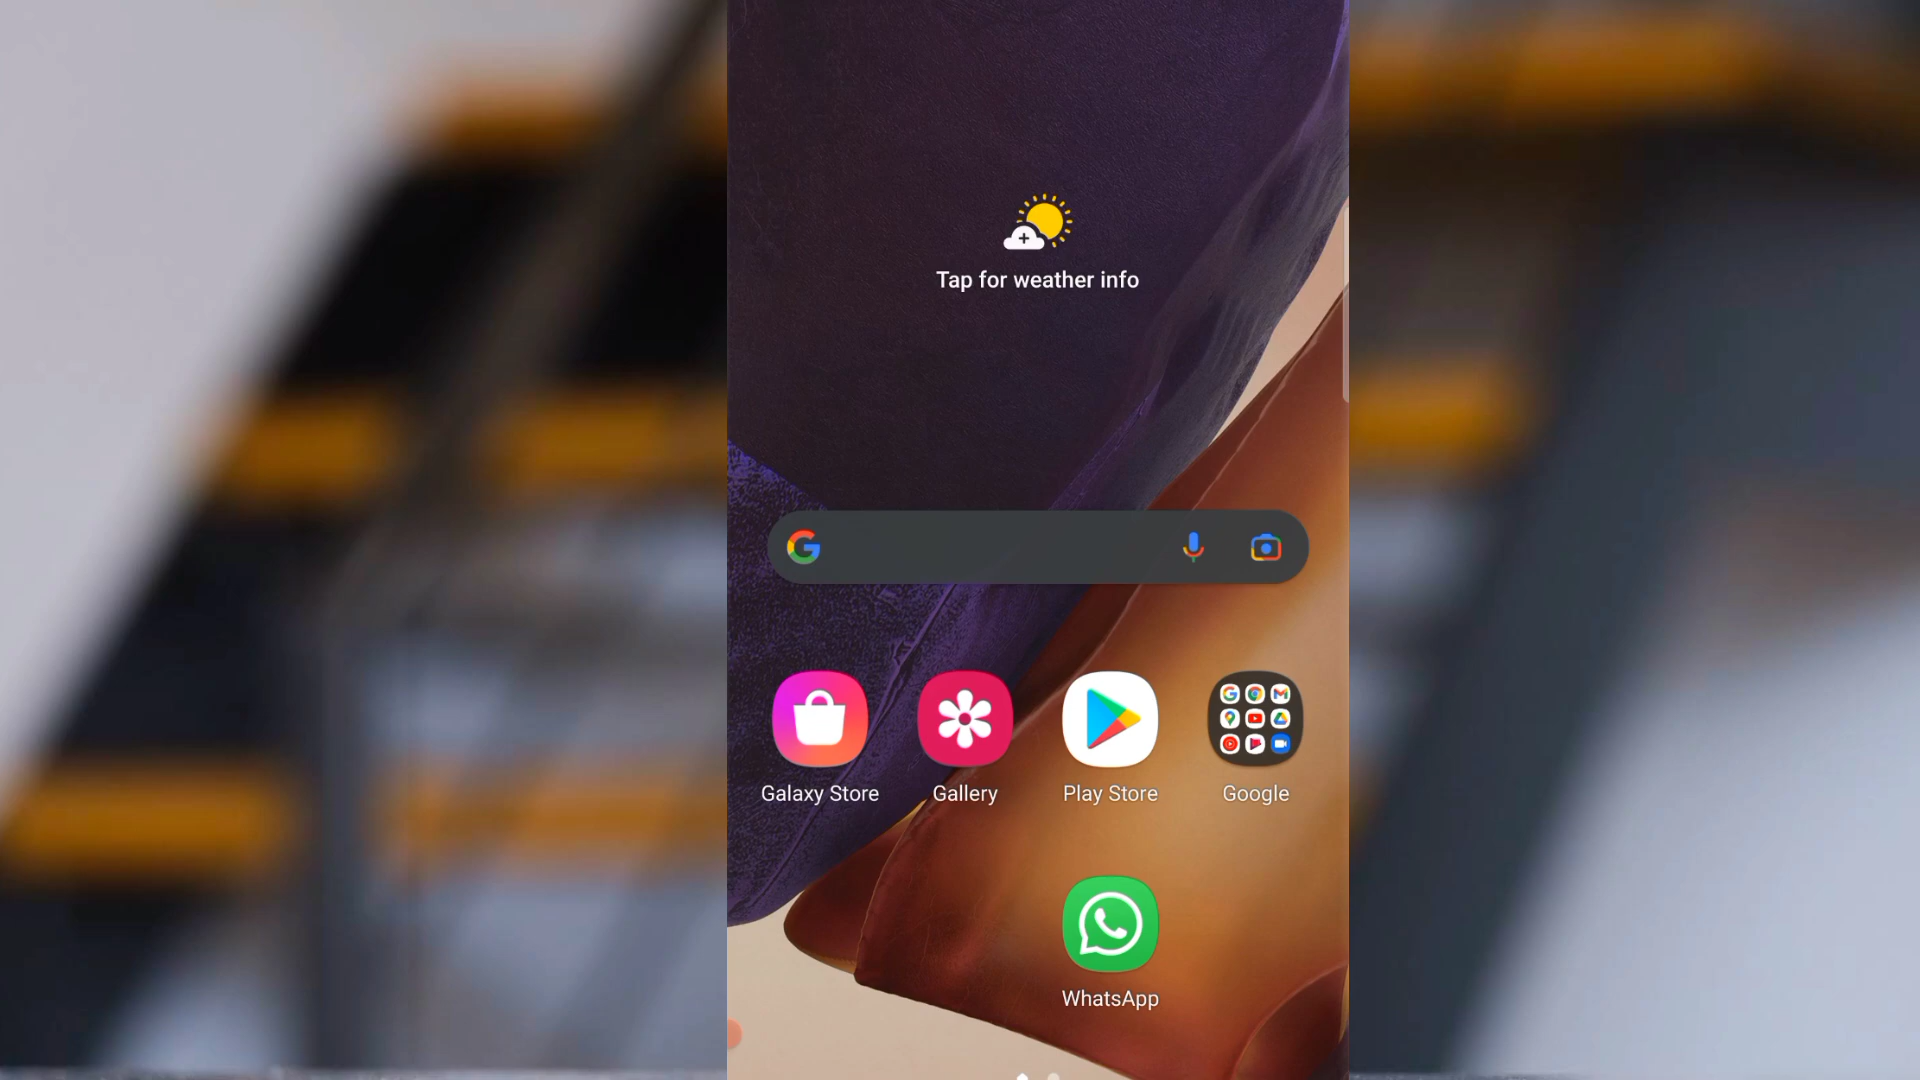 Tap for weather info
Galaxy Store
Gallery
Play Store
Google
WhatsApp